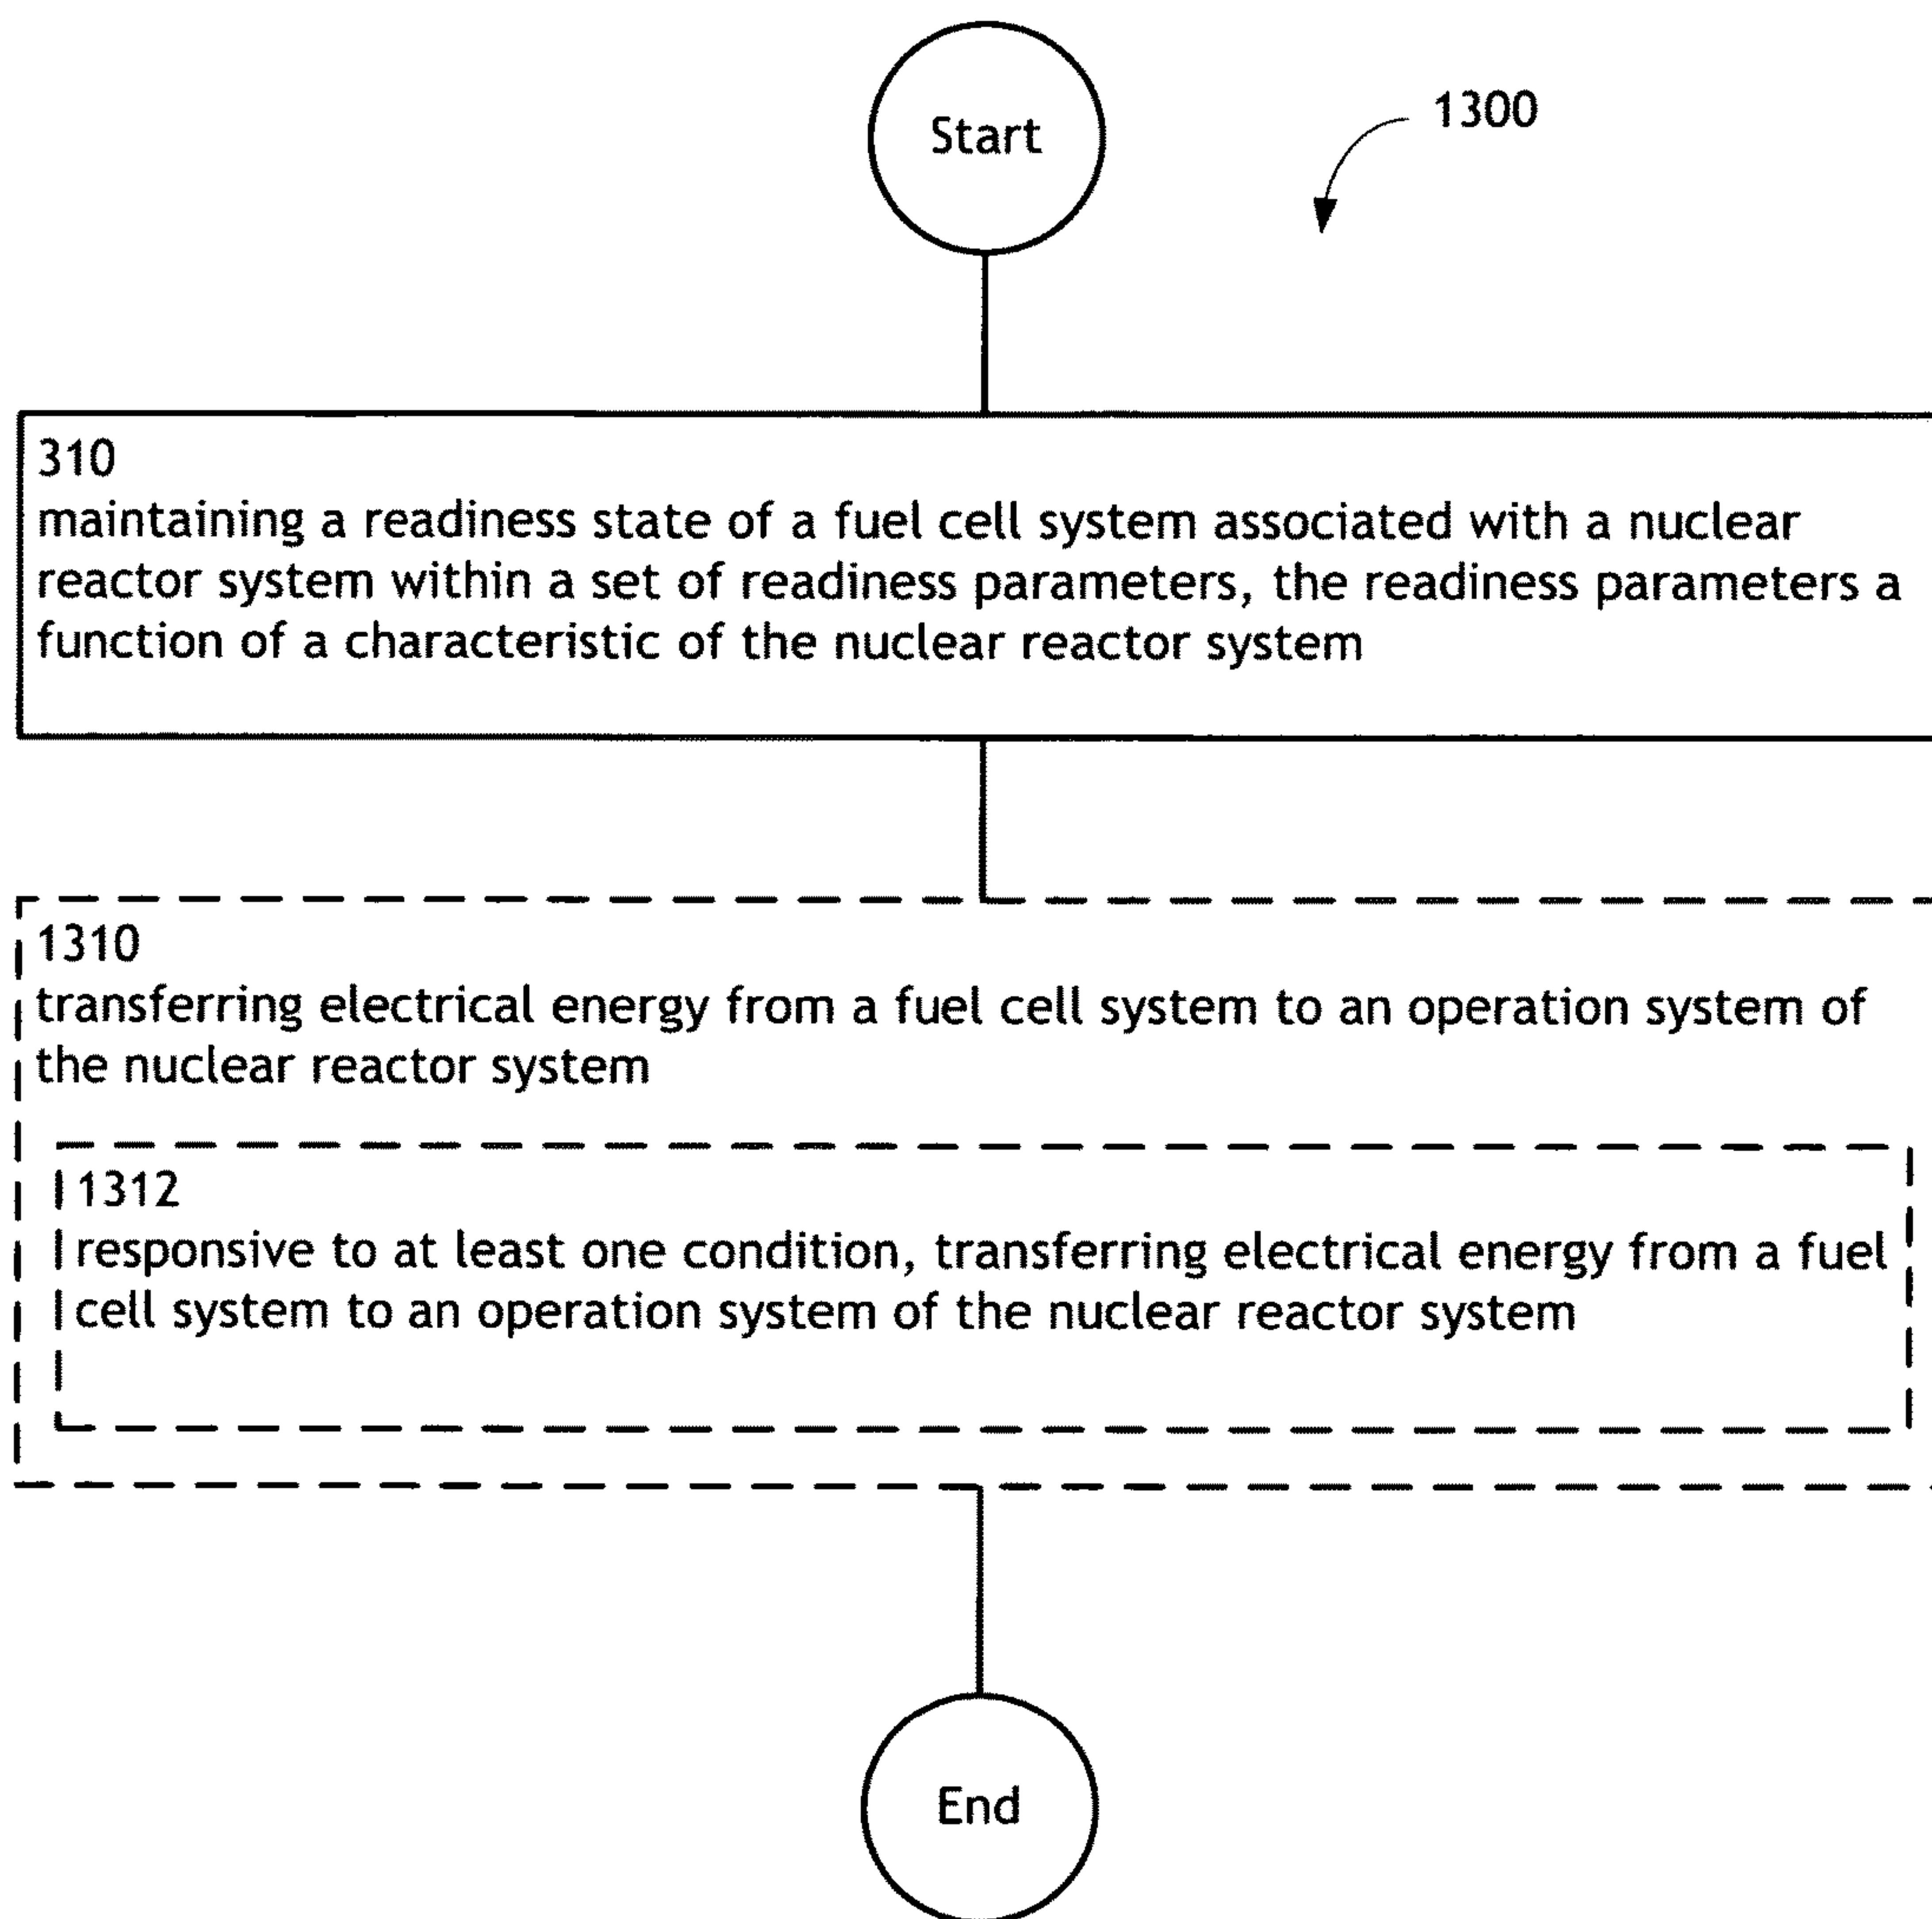 Start
1300
310
maintaining a readiness state of a fuel cell system associated with a nuclear
reactor system within a set of readiness parameters, the readiness parameters a
function of a characteristic of the nuclear reactor system
1310
transferring electrical energy from a fuel cell system to an operation system of
the nuclear reactor system
1312
responsive to at least one condition, transferring electrical energy from a fuel
cell system to an operation system of the nuclear reactor system
End